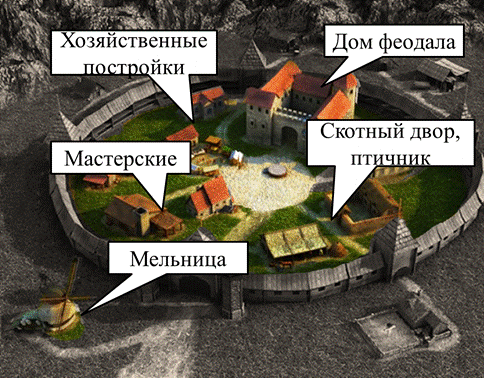 Хозяйственные
постройки
Дом феодала
Скотный двор,
птичник
Мастерские
Мельница